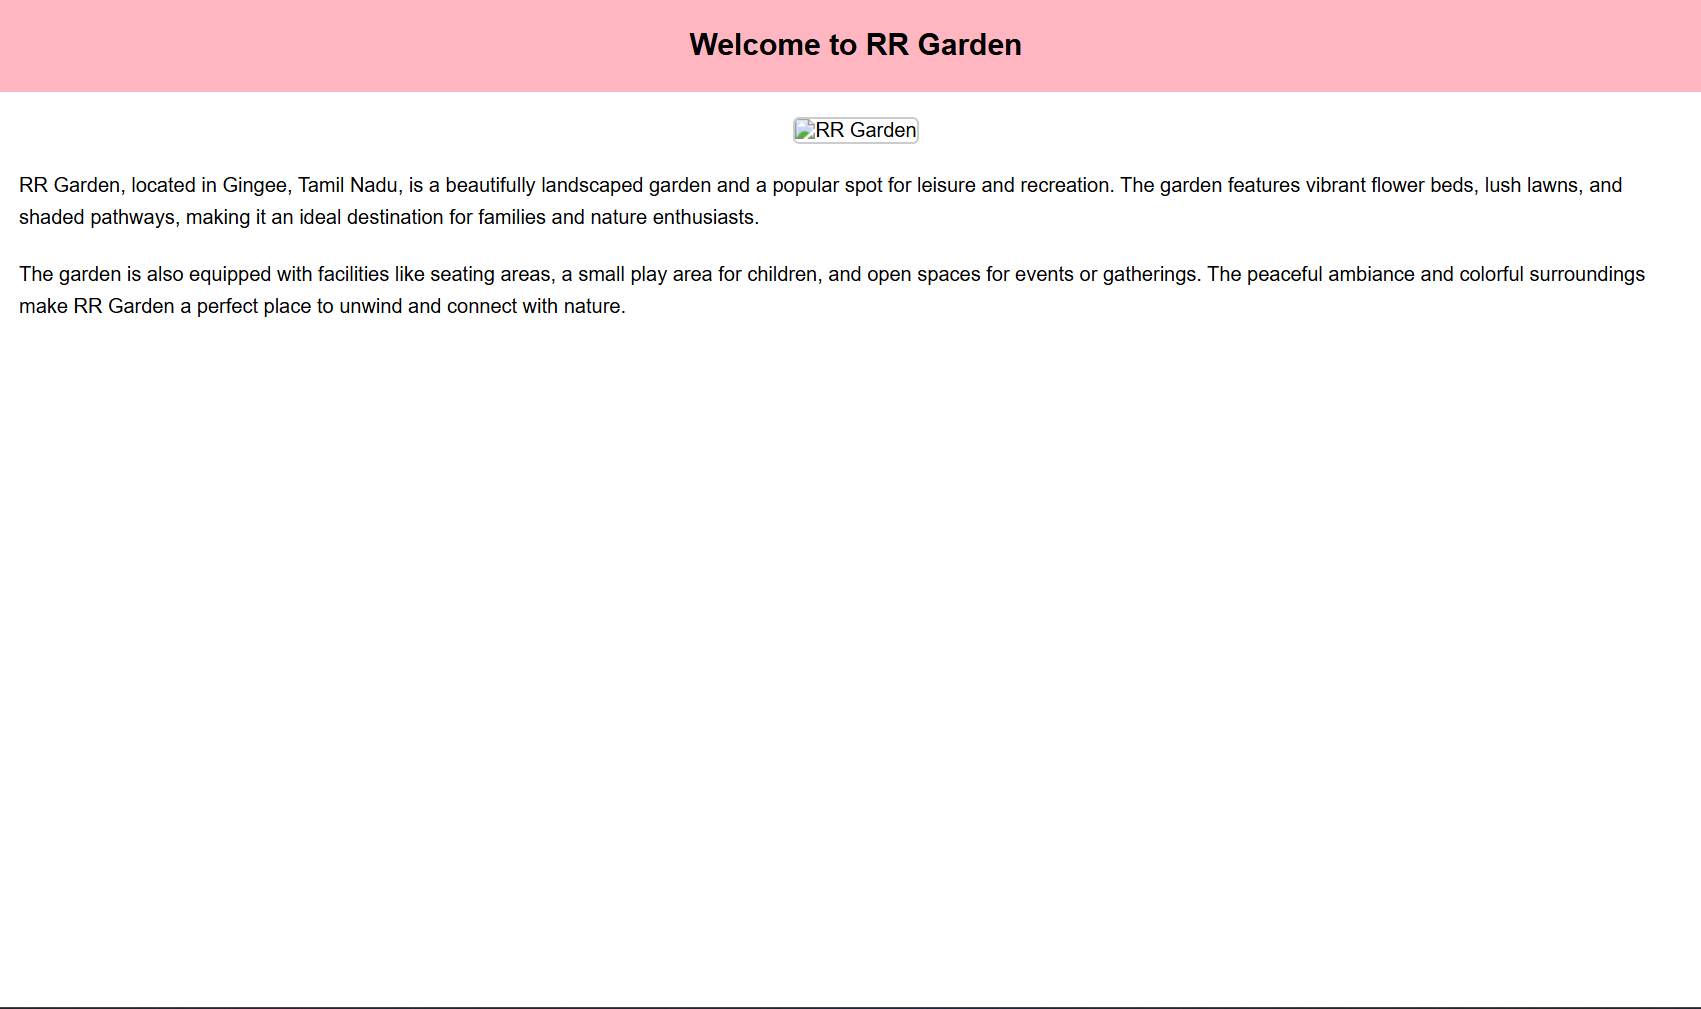 Welcome to RR Garden
RR Garden
RR Garden, located in Gingee, Tamil Nadu, is a beautifully landscaped garden and a popular spot for leisure and recreation. The garden features vibrant flower beds, lush lawns, and
shaded pathways, making it an ideal destination for families and nature enthusiasts.
The garden is also equipped with facilities like seating areas, a small play area for children, and open spaces for events or gatherings. The peaceful ambiance and colorful surroundings
make RR Garden a perfect place to unwind and connect with nature.